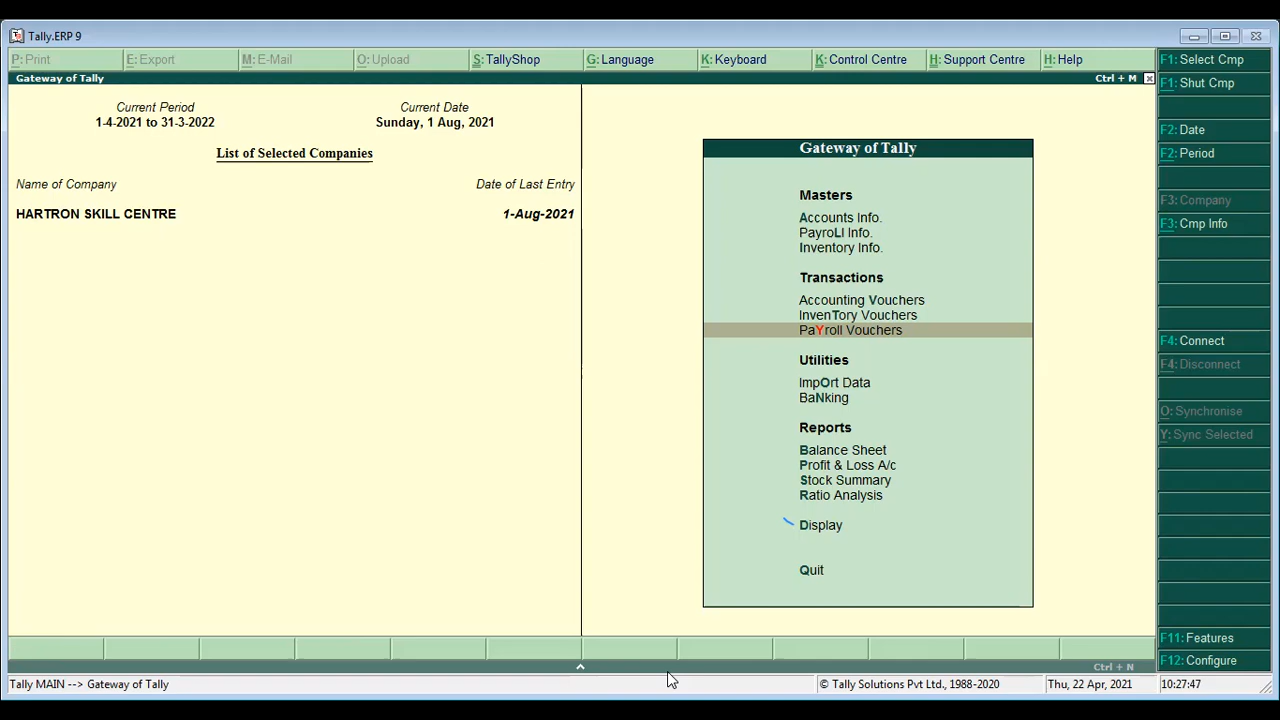 Tally.ERP 9
P: Print E: Export M: E-Mail O: Upload S: TallyShop G: Language K: Keyboard K: Control Centre H: Support Centre H: Help
Gateway of Tally Ctrl + M
Current Period Current Date
1-4-2021 to 31-3-2022 Sunday, 1 Aug, 2021
List of Selected Companies
Name of Company Date of Last Entry
HARTRON SKILL CENTRE 1-Aug-2021
Gateway of Tally
Masters
Accounts Info.
PayroLl Info.
Inventory Info.
Transactions
Accounting Vouchers
InvenTory Vouchers
PaYroll Vouchers
Utilities
ImpOrt Data
BaNking
Reports
Balance Sheet
Profit & Loss A/c
Stock Summary
Ratio Analysis
Display
Quit
F1: Select Cmp
F1: Shut Cmp
F2: Date
F2: Period
F3: Company
F3: Cmp Info
F4: Connect
F4: Disconnect
O: Synchronise
Y: Sync Selected
F11: Features
F12: Configure
Ctrl + N
Tally MAIN --> Gateway of Tally © Tally Solutions Pvt Ltd., 1988-2020 Thu, 22 Apr, 2021 10:27:47